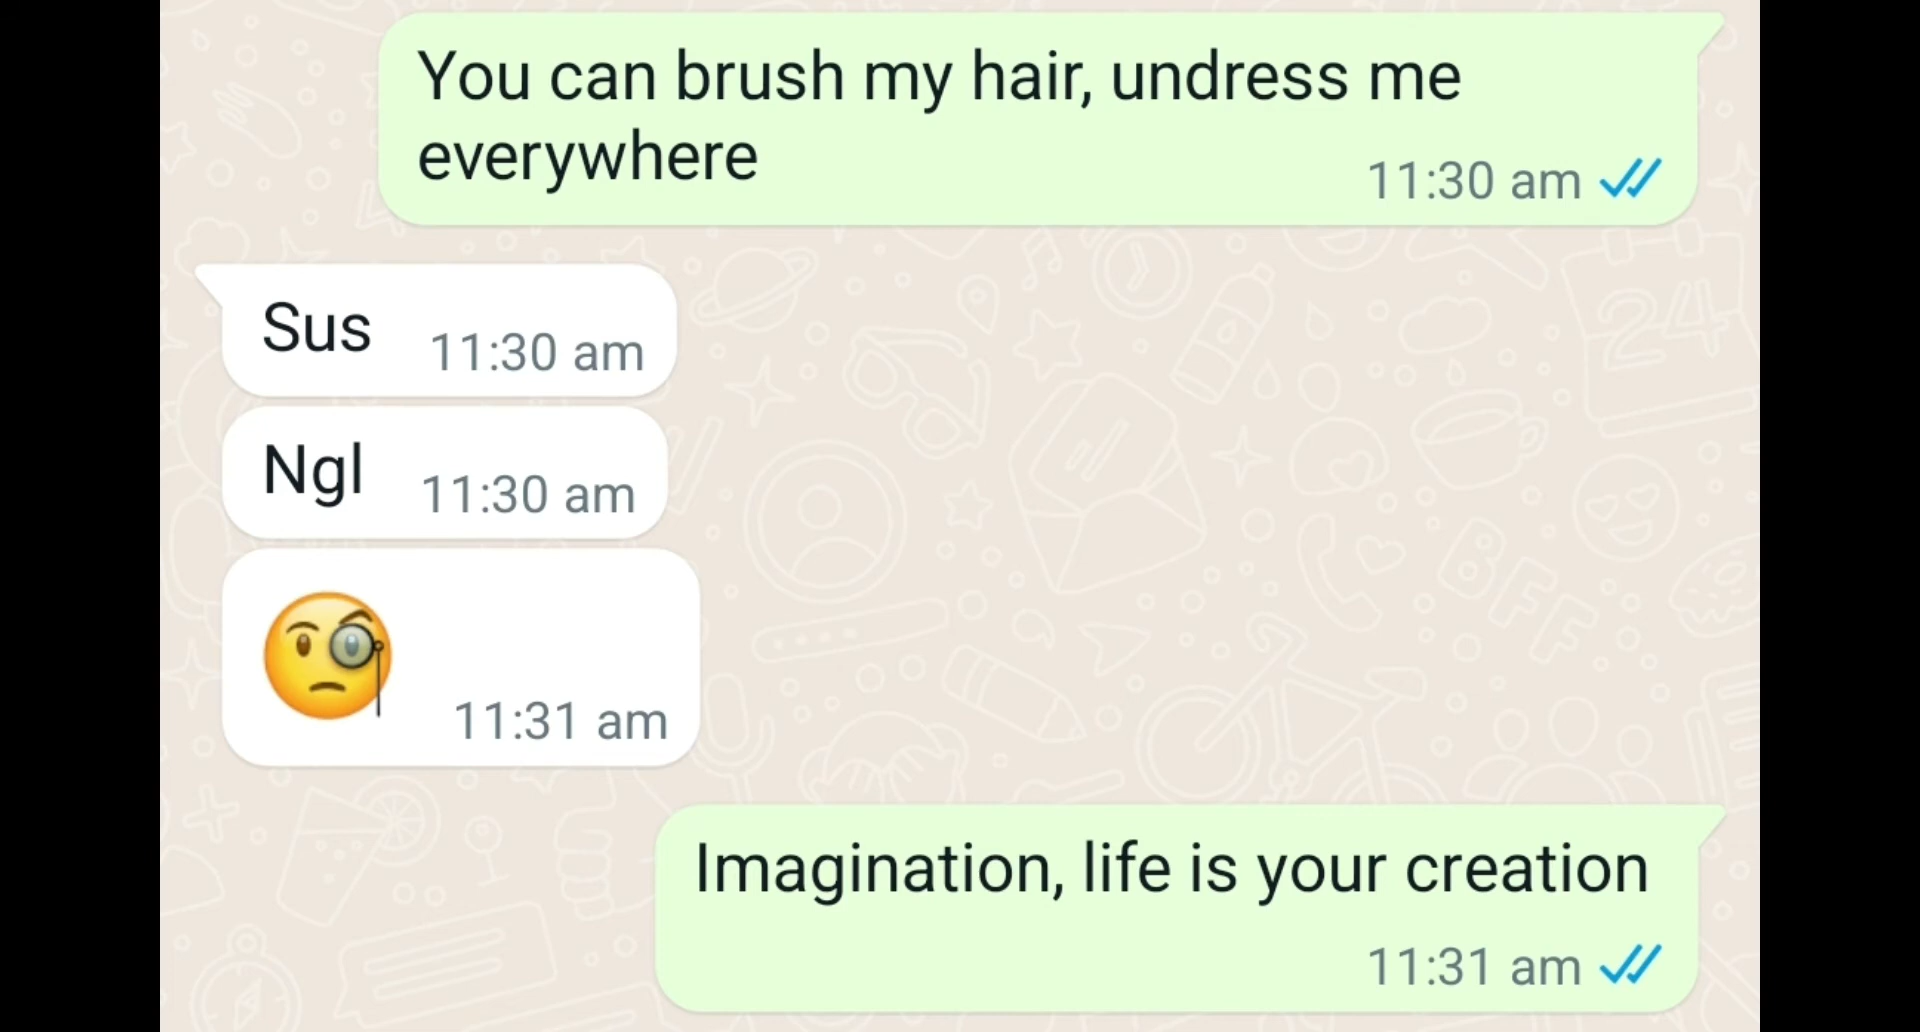 You can brush my hair, undress me
everywhere
11:30 am
Sus
11:30 am
Ngl
11:30 am
🧐
11:31 am
Imagination, life is your creation
11:31 am